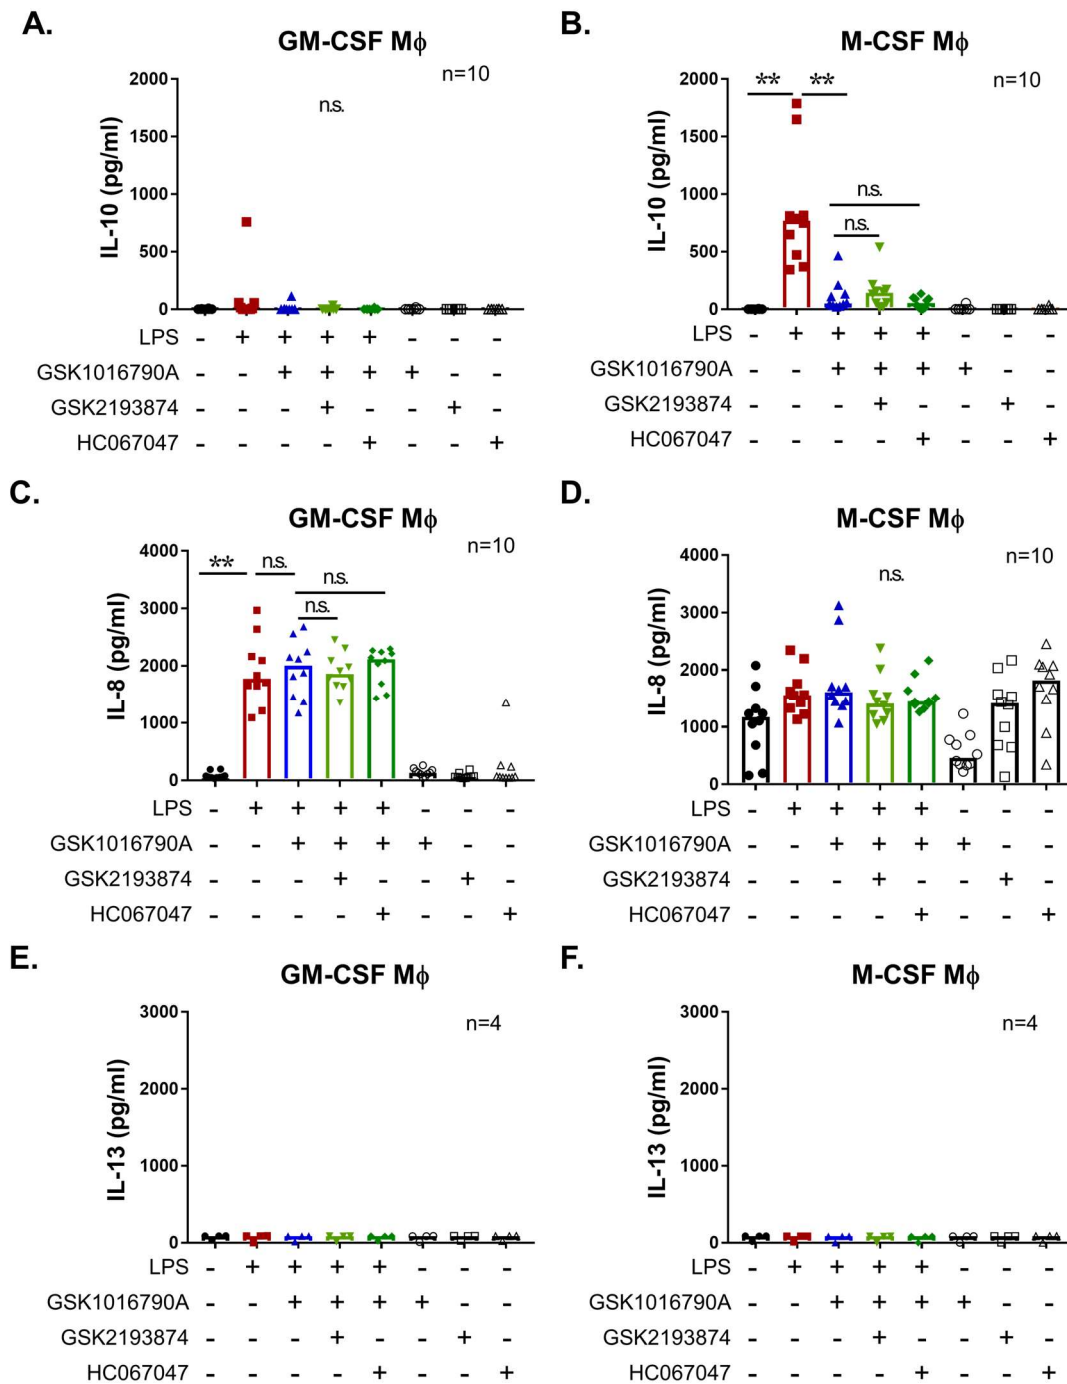 A.
GM-CSF Mϕ
n=10
n.s.
IL-10 (pg/ml)
2000
1500
1000
500
0
LPS - + + + + - - -
GSK1016790A - - + + + + - -
GSK2193874 - - - + - - + -
HC067047 - - - - + - - +
B.
M-CSF Mϕ
n=10
** **
n.s.
n.s.
IL-10 (pg/ml)
2000
1500
1000
500
0
LPS - + + + + - - -
GSK1016790A - - + + + + - -
GSK2193874 - - - + - - + -
HC067047 - - - - + - - +
C.
GM-CSF Mϕ
n=10
** n.s.
n.s.
n.s.
IL-8 (pg/ml)
4000
3000
2000
1000
0
LPS - + + + + - - -
GSK1016790A - - + + + + - -
GSK2193874 - - - + - - + -
HC067047 - - - - + - - +
D.
M-CSF Mϕ
n=10
n.s.
IL-8 (pg/ml)
4000
3000
2000
1000
0
LPS - + + + + - - -
GSK1016790A - - + + + + - -
GSK2193874 - - - + - - + -
HC067047 - - - - + - - +
E.
GM-CSF Mϕ
n=4
IL-13 (pg/ml)
3000
2000
1000
0
LPS - + + + + - - -
GSK1016790A - - + + + + - -
GSK2193874 - - - + - - + -
HC067047 - - - - + - - +
F.
M-CSF Mϕ
n=4
IL-13 (pg/ml)
3000
2000
1000
0
LPS - + + + + - - -
GSK1016790A - - + + + + - -
GSK2193874 - - - + - - + -
HC067047 - - - - + - - +